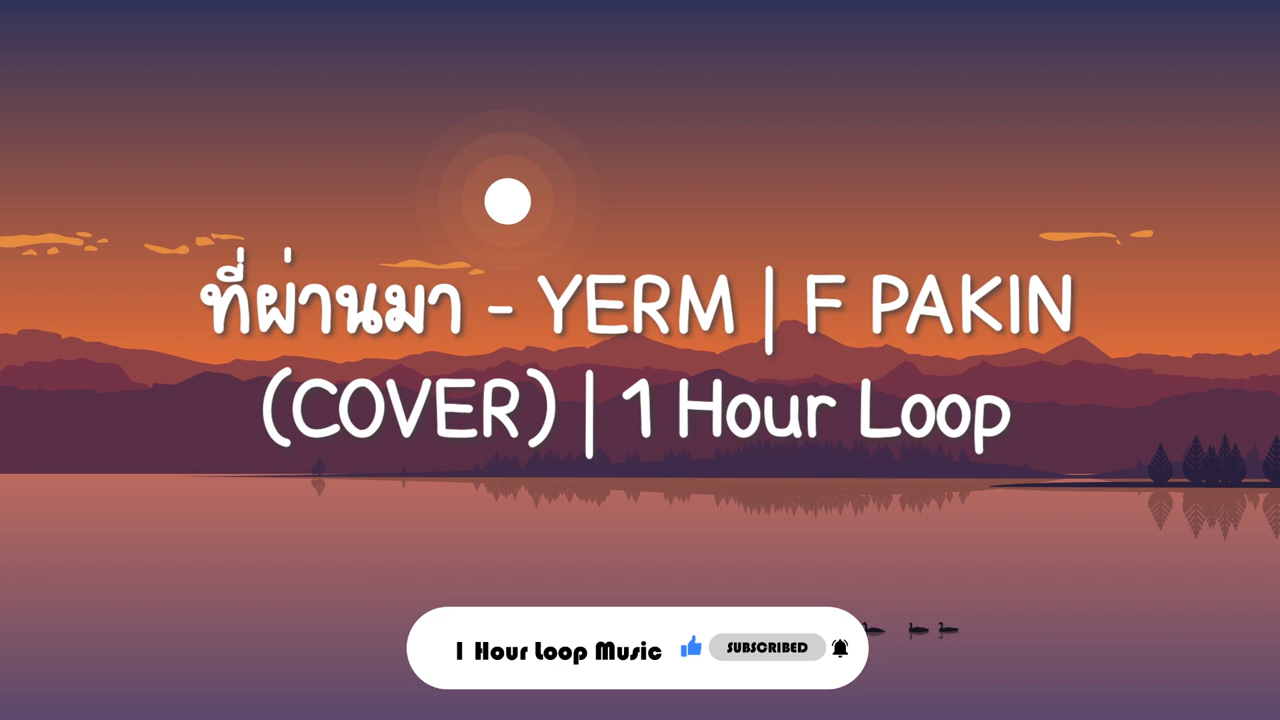 ที่ผ่านมา - YERM | F PAKIN
(COVER) | 1 Hour Loop
1 Hour Loop Music SUBSCRIBED